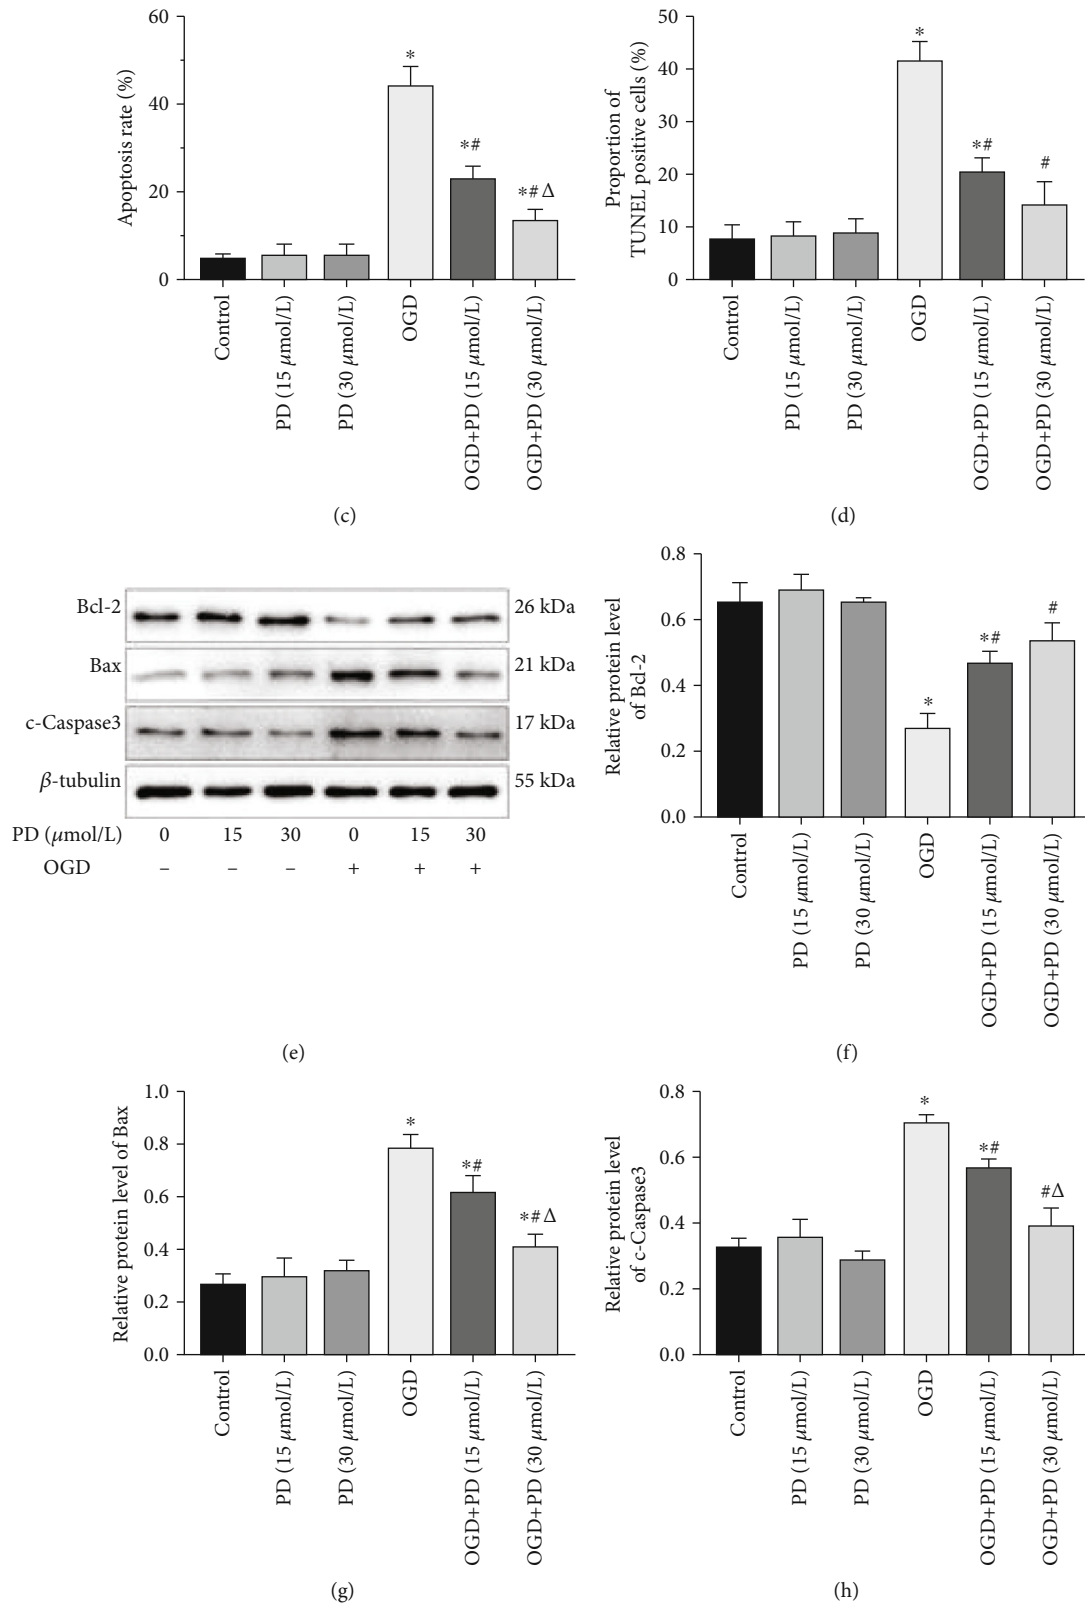 Apoptosis rate (%)
60
40
20
0
*
*#
*#Δ
Control
PD (15 μmol/L)
PD (30 μmol/L)
OGD
OGD+PD (15 μmol/L)
OGD+PD (30 μmol/L)
(c)
Proportion of
TUNEL positive cells (%)
50
40
30
20
10
0
*
*#
#
Control
PD (15 μmol/L)
PD (30 μmol/L)
OGD
OGD+PD (15 μmol/L)
OGD+PD (30 μmol/L)
(d)
Bcl-2 26 kDa
Bax 21 kDa
c-Caspase3 17 kDa
β-tubulin 55 kDa
PD (μmol/L) 0 15 30 0 15 30
OGD – – – + + +
(e)
Relative protein level
of Bcl-2
0.8
0.6
0.4
0.2
0.0
*
*#
#
Control
PD (15 μmol/L)
PD (30 μmol/L)
OGD
OGD+PD (15 μmol/L)
OGD+PD (30 μmol/L)
(f)
Relative protein level of Bax
1.0
0.8
0.6
0.4
0.2
0.0
*
*#
*#Δ
Control
PD (15 μmol/L)
PD (30 μmol/L)
OGD
OGD+PD (15 μmol/L)
OGD+PD (30 μmol/L)
(g)
Relative protein level
of c-Caspase3
0.8
0.6
0.4
0.2
0.0
*
*#
#Δ
Control
PD (15 μmol/L)
PD (30 μmol/L)
OGD
OGD+PD (15 μmol/L)
OGD+PD (30 μmol/L)
(h)